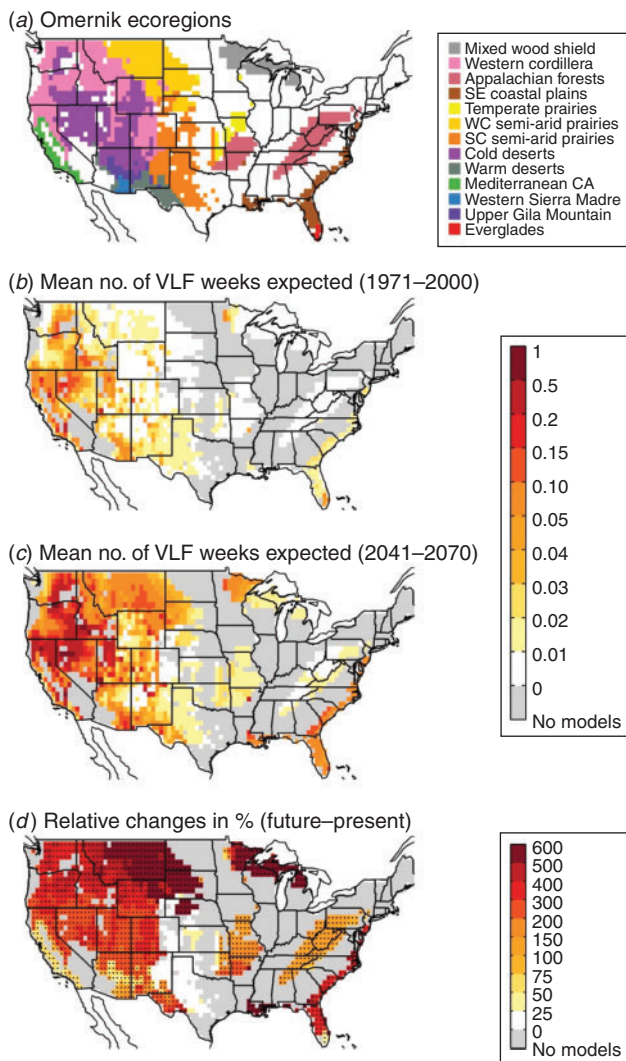 (a) Omernik ecoregions
Mixed wood shield
Western cordillera
Appalachian forests
SE coastal plains
Temperate prairies
WC semi-arid prairies
SC semi-arid prairies
Cold deserts
Warm deserts
Mediterranean CA
Western Sierra Madre
Upper Gila Mountain
Everglades
(b) Mean no. of VLF weeks expected (1971–2000)
1
0.5
0.2
0.15
0.10
0.05
0.04
0.03
0.02
0.01
0
No models
(c) Mean no. of VLF weeks expected (2041–2070)
(d) Relative changes in % (future–present)
600
500
400
300
200
150
100
75
50
25
0
No models